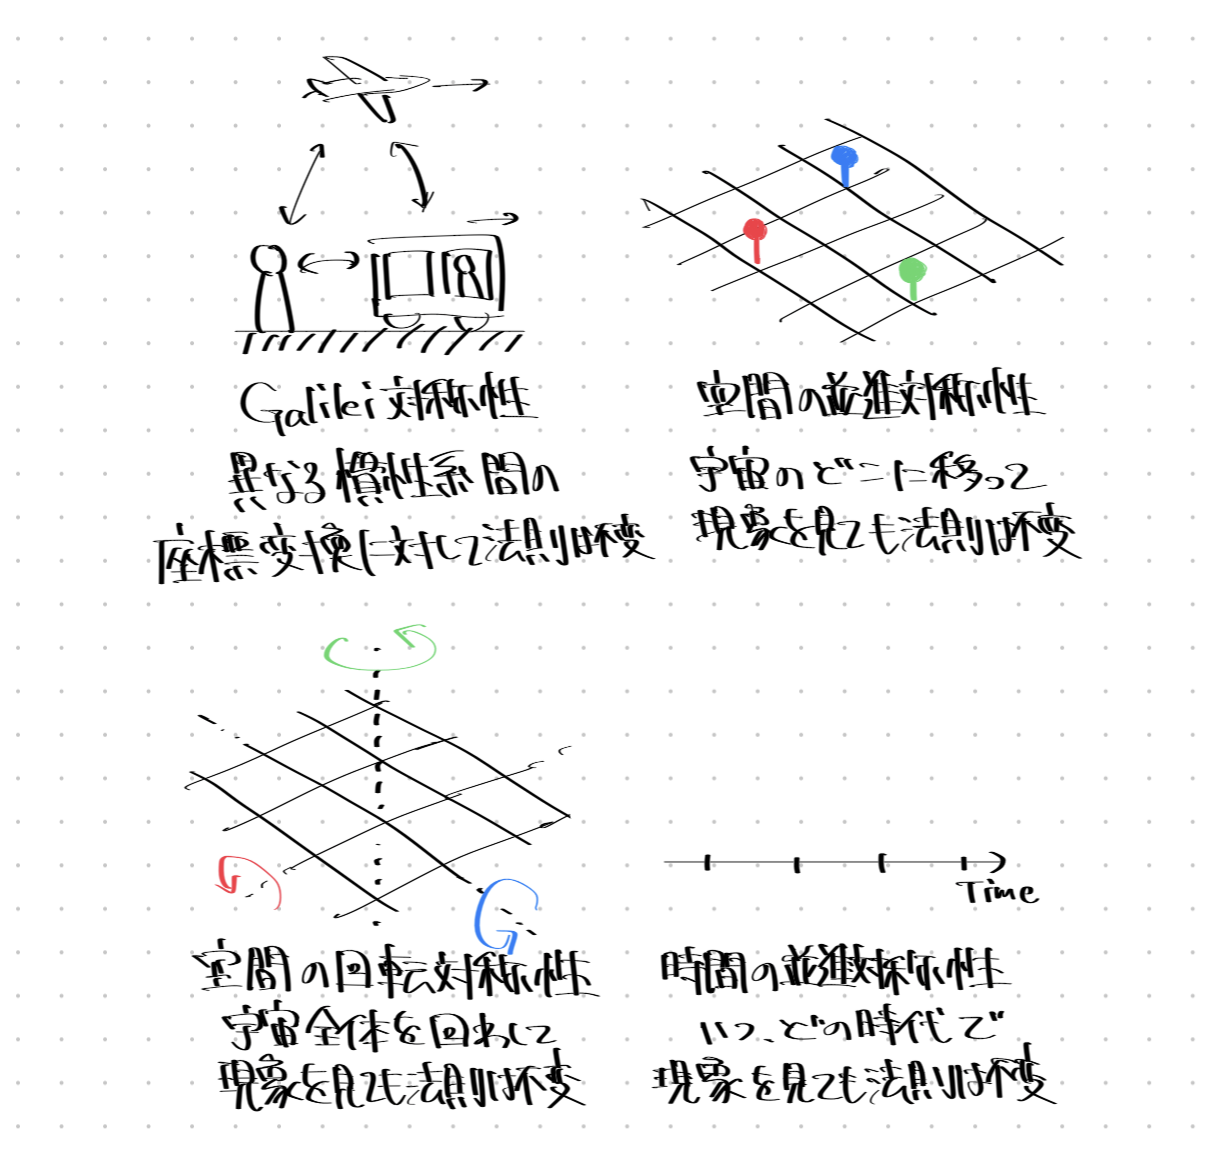 Galilei対称性
異なる慣性系間の
座標変換に対して法則は不変
空間の並進対称性
宇宙のどこに移って
現象を見ても法則は不変
空間の回転対称性
宇宙全体を回わして
現象を見ても法則は不変
Time
時間の並進対称性
いつ、どの時代で
現象を見ても法則は不変